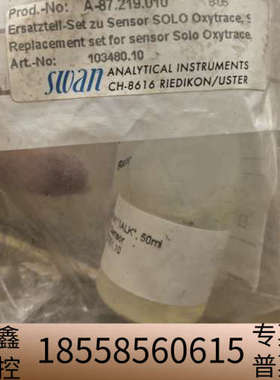 Prod.-No: A-87.219.010
Ersatzteil-Set zu Sensor SOLO Oxytrace, S
Replacement set for sensor Solo Oxytrace,
Art.-No: 103480.10
swan ANALYTICAL INSTRUMENTS
CH-8616 RIEDIKON/USTER
50ml
.10
鑫 18558560615 专
控 普